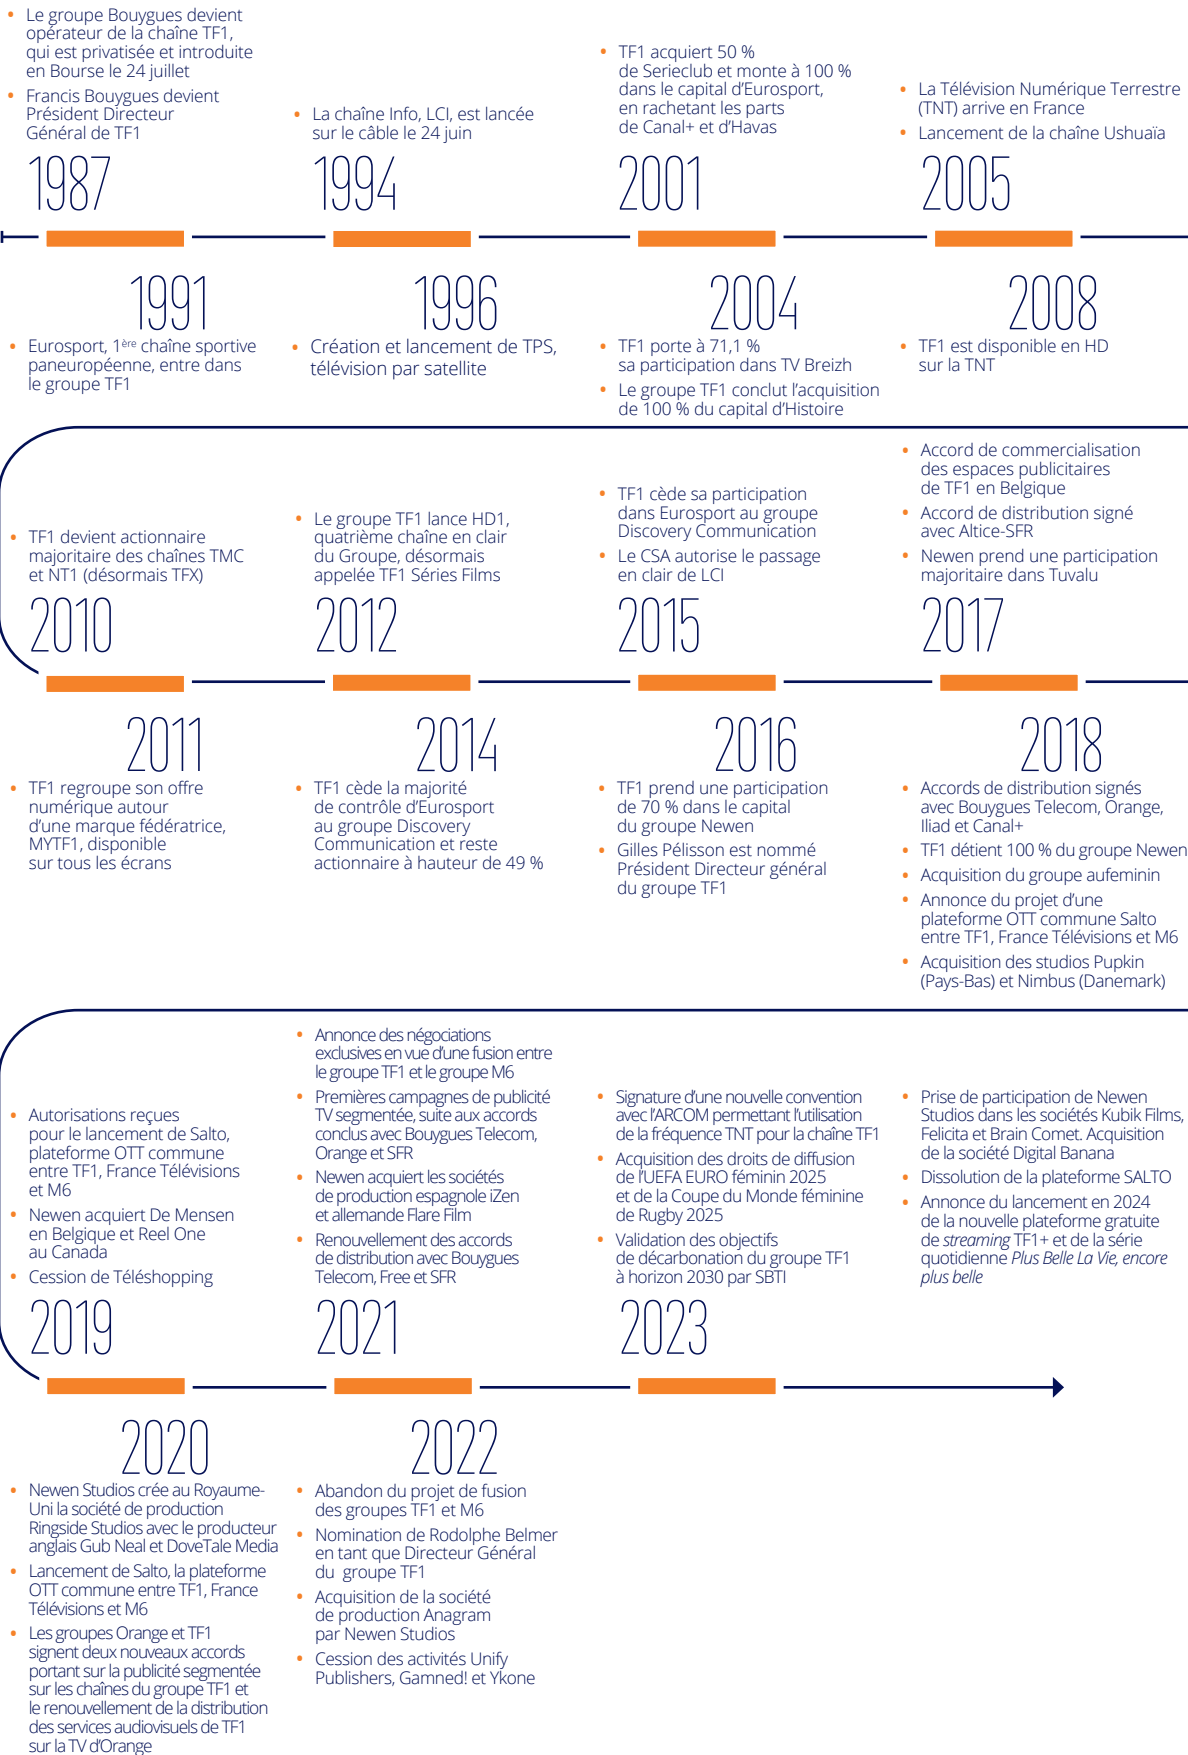 • Le groupe Bouygues devient
opérateur de la chaîne TF1,
qui est privatisée et introduite
en Bourse le 24 juillet
• Francis Bouygues devient
Président Directeur
Général de TF1
1987
• La chaîne Info, LCI, est lancée
sur le câble le 24 juin
1994
• TF1 acquiert 50 %
de Serieclub et monte à 100 %
dans le capital d’Eurosport,
en rachetant les parts
de Canal+ et d’Havas
2001
• La Télévision Numérique Terrestre
(TNT) arrive en France
• Lancement de la chaîne Ushuaïa
2005
1991
• Eurosport, 1ère chaîne sportive
paneuropéenne, entre dans
le groupe TF1
1996
• Création et lancement de TPS,
télévision par satellite
2004
• TF1 porte à 71,1 %
sa participation dans TV Breizh
• Le groupe TF1 conclut l’acquisition
de 100 % du capital d’Histoire
2008
• TF1 est disponible en HD
sur la TNT
• TF1 devient actionnaire
majoritaire des chaînes TMC
et NT1 (désormais TFX)
2010
• Le groupe TF1 lance HD1,
quatrième chaîne en clair
du Groupe, désormais
appelée TF1 Séries Films
2012
• TF1 cède sa participation
dans Eurosport au groupe
Discovery Communication
• Le CSA autorise le passage
en clair de LCI
2015
• Accord de commercialisation
des espaces publicitaires
de TF1 en Belgique
• Accord de distribution signé
avec Altice-SFR
• Newen prend une participation
majoritaire dans Tuvalu
2017
2011
• TF1 regroupe son offre
numérique autour
d’une marque fédératrice,
MYTF1, disponible
sur tous les écrans
2014
• TF1 cède la majorité
de contrôle d’Eurosport
au groupe Discovery
Communication et reste
actionnaire à hauteur de 49 %
2016
• TF1 prend une participation
de 70 % dans le capital
du groupe Newen
• Gilles Pélisson est nommé
Président Directeur général
du groupe TF1
2018
• Accords de distribution signés
avec Bouygues Telecom, Orange,
Iliad et Canal+
• TF1 détient 100 % du groupe Newen
• Acquisition du groupe aufeminin
• Annonce du projet d’une
plateforme OTT commune Salto
entre TF1, France Télévisions et M6
• Acquisition des studios Pupkin
(Pays-Bas) et Nimbus (Danemark)
• Autorisations reçues
pour le lancement de Salto,
plateforme OTT commune
entre TF1, France Télévisions
et M6
• Newen acquiert De Mensen
en Belgique et Reel One
au Canada
• Cession de Téléshopping
2019
• Annonce des négociations
exclusives en vue d’une fusion entre
le groupe TF1 et le groupe M6
• Premières campagnes de publicité
TV segmentée, suite aux accords
conclus avec Bouygues Telecom,
Orange et SFR
• Newen acquiert les sociétés
de production espagnole iZen
et allemande Flare Film
• Renouvellement des accords
de distribution avec Bouygues
Telecom, Free et SFR
2021
• Signature d’une nouvelle convention
avec l’ARCOM permettant l’utilisation
de la fréquence TNT pour la chaîne TF1
• Acquisition des droits de diffusion
de l’UEFA EURO féminin 2025
et de la Coupe du Monde féminine
de Rugby 2025
• Validation des objectifs
de décarbonation du groupe TF1
à horizon 2030 par SBTI
2023
• Prise de participation de Newen
Studios dans les sociétés Kubik Films,
Felicita et Brain Comet. Acquisition
de la société Digital Banana
• Dissolution de la plateforme SALTO
• Annonce du lancement en 2024
de la nouvelle plateforme gratuite
de streaming TF1+ et de la série
quotidienne Plus Belle La Vie, encore
plus belle
2020
• Newen Studios crée au Royaume-
Uni la société de production
Ringside Studios avec le producteur
anglais Gub Neal et DoveTale Media
• Lancement de Salto, la plateforme
OTT commune entre TF1, France
Télévisions et M6
• Les groupes Orange et TF1
signent deux nouveaux accords
portant sur la publicité segmentée
sur les chaînes du groupe TF1 et
le renouvellement de la distribution
des services audiovisuels de TF1
sur la TV d’Orange
2022
• Abandon du projet de fusion
des groupes TF1 et M6
• Nomination de Rodolphe Belmer
en tant que Directeur Général
du groupe TF1
• Acquisition de la société
de production Anagram
par Newen Studios
• Cession des activités Unify
Publishers, Gamned! et Ykone